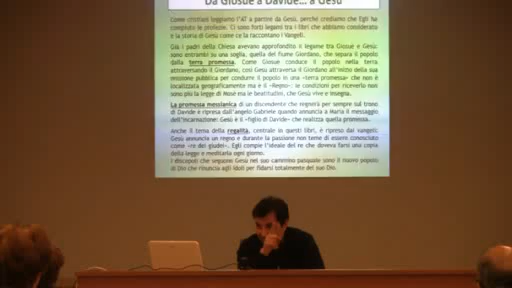 Da Giosuè a Davide... a Gesù
Come cristiani leggiamo l'AT a partire da Gesù, perché crediamo che Egli ha
compiuto le profezie. Ci sono forti legami tra i libri che abbiamo considerato
e la storia di Gesù come ce la raccontano i Vangeli.
Già i padri della Chiesa avevano approfondito il legame tra Giosuè e Gesù:
sono entrambi su una soglia, quella del fiume Giordano, che separa il popolo
dalla terra promessa. Come Giosuè conduce il popolo nella terra
attraversando il Giordano, così Gesù attraversa il Giordano all'inizio della sua
missione pubblica per condurre il popolo in una «terra promessa» che non è
localizzata geograficamente ma è il «Regno»: le condizioni per riceverlo non
sono più la legge di Mosè ma le beatitudini, che Gesù vive e insegna.
La promessa messianica di un discendente che regnerà per sempre sul trono
di Davide è ripresa dall'angelo Gabriele quando annuncia a Maria il messaggio
dell'incarnazione: Gesù è il «figlio di Davide» che realizza quella promessa.
Anche il tema della regalità, centrale in questi libri, è ripreso dai vangeli:
Gesù annuncia un regno e durante la passione non teme di essere conosciuto
come «re dei giudei». Egli compie l'ideale del re che doveva farsi una copia
della legge e meditarla ogni giorno.
I discepoli che seguono Gesù nel suo cammino pasquale sono il nuovo popolo
di Dio che rinuncia agli idoli per fidarsi totalmente del suo Dio.